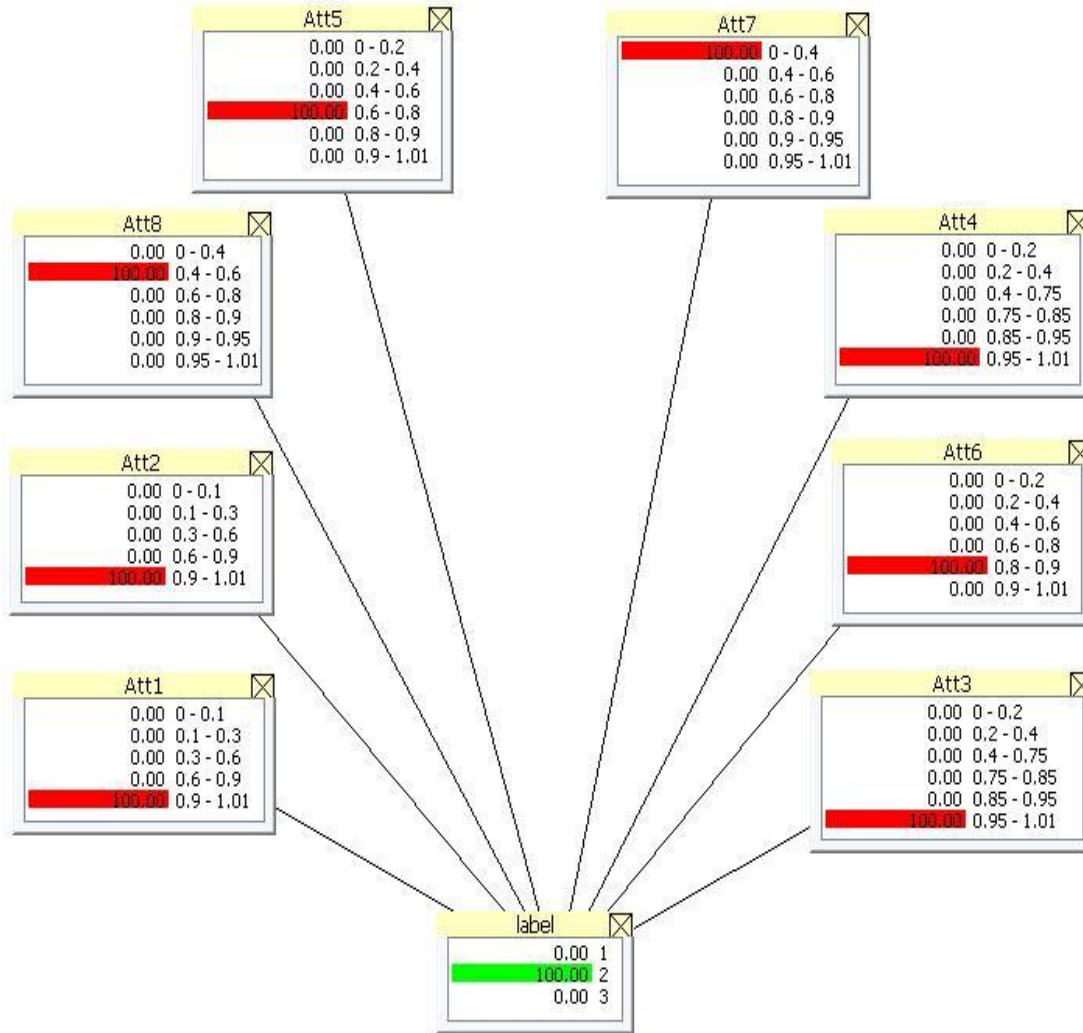 Att5
0.00 0 - 0.2
0.00 0.2 - 0.4
0.00 0.4 - 0.6
100.00 0.6 - 0.8
0.00 0.8 - 0.9
0.00 0.9 - 1.01
Att7
100.00 0 - 0.4
0.00 0.4 - 0.6
0.00 0.6 - 0.8
0.00 0.8 - 0.9
0.00 0.9 - 0.95
0.00 0.95 - 1.01
Att8
0.00 0 - 0.4
100.00 0.4 - 0.6
0.00 0.6 - 0.8
0.00 0.8 - 0.9
0.00 0.9 - 0.95
0.00 0.95 - 1.01
Att4
0.00 0 - 0.2
0.00 0.2 - 0.4
0.00 0.4 - 0.75
0.00 0.75 - 0.85
0.00 0.85 - 0.95
100.00 0.95 - 1.01
Att2
0.00 0 - 0.1
0.00 0.1 - 0.3
0.00 0.3 - 0.6
0.00 0.6 - 0.9
100.00 0.9 - 1.01
Att6
0.00 0 - 0.2
0.00 0.2 - 0.4
0.00 0.4 - 0.6
0.00 0.6 - 0.8
100.00 0.8 - 0.9
0.00 0.9 - 1.01
Att1
0.00 0 - 0.1
0.00 0.1 - 0.3
0.00 0.3 - 0.6
0.00 0.6 - 0.9
100.00 0.9 - 1.01
Att3
0.00 0 - 0.2
0.00 0.2 - 0.4
0.00 0.4 - 0.75
0.00 0.75 - 0.85
0.00 0.85 - 0.95
100.00 0.95 - 1.01
label
0.00 1
100.00 2
0.00 3